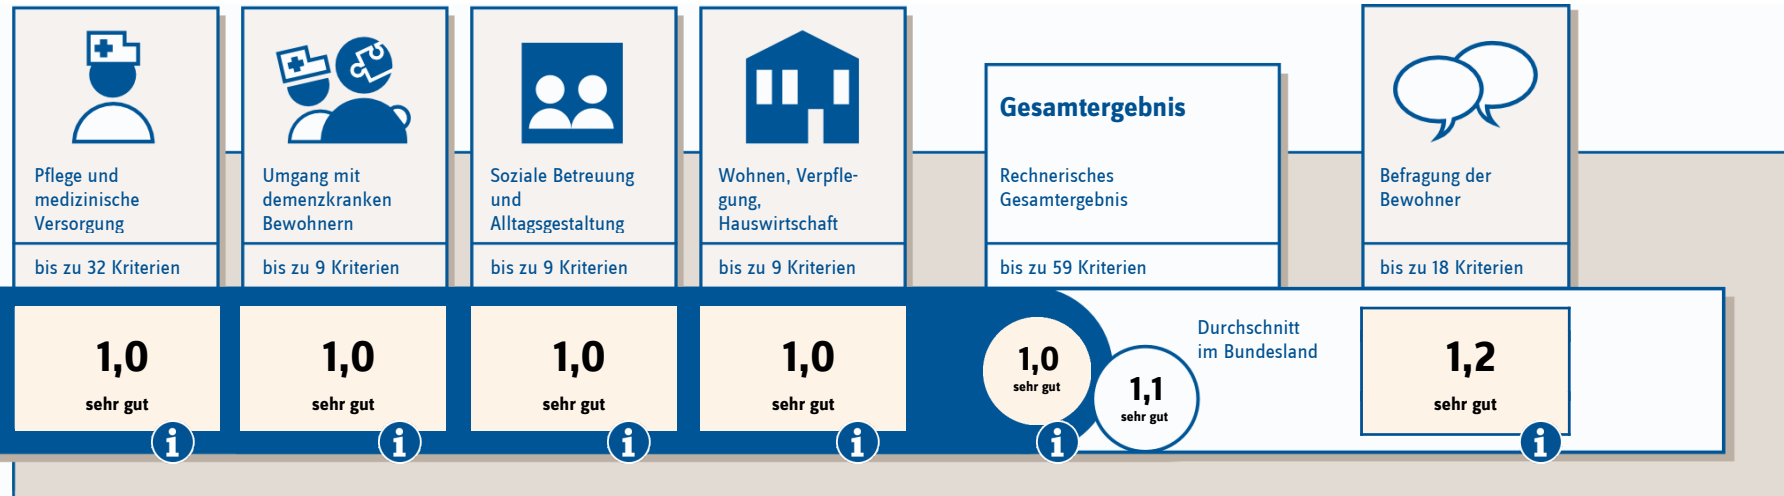 Pflege und
medizinische
Versorgung
bis zu 32 Kriterien
1,0
sehr gut
i
Umgang mit
demenzkranken
Bewohnern
bis zu 9 Kriterien
1,0
sehr gut
i
Soziale Betreuung
und
Alltagsgestaltung
bis zu 9 Kriterien
1,0
sehr gut
i
Wohnen, Verpfle-
gung,
Hauswirtschaft
bis zu 9 Kriterien
1,0
sehr gut
i
Gesamtergebnis
Rechnerisches
Gesamtergebnis
bis zu 59 Kriterien
1,0
sehr gut
i
1,1
sehr gut
Durchschnitt
im Bundesland
Befragung der
Bewohner
bis zu 18 Kriterien
1,2
sehr gut
i